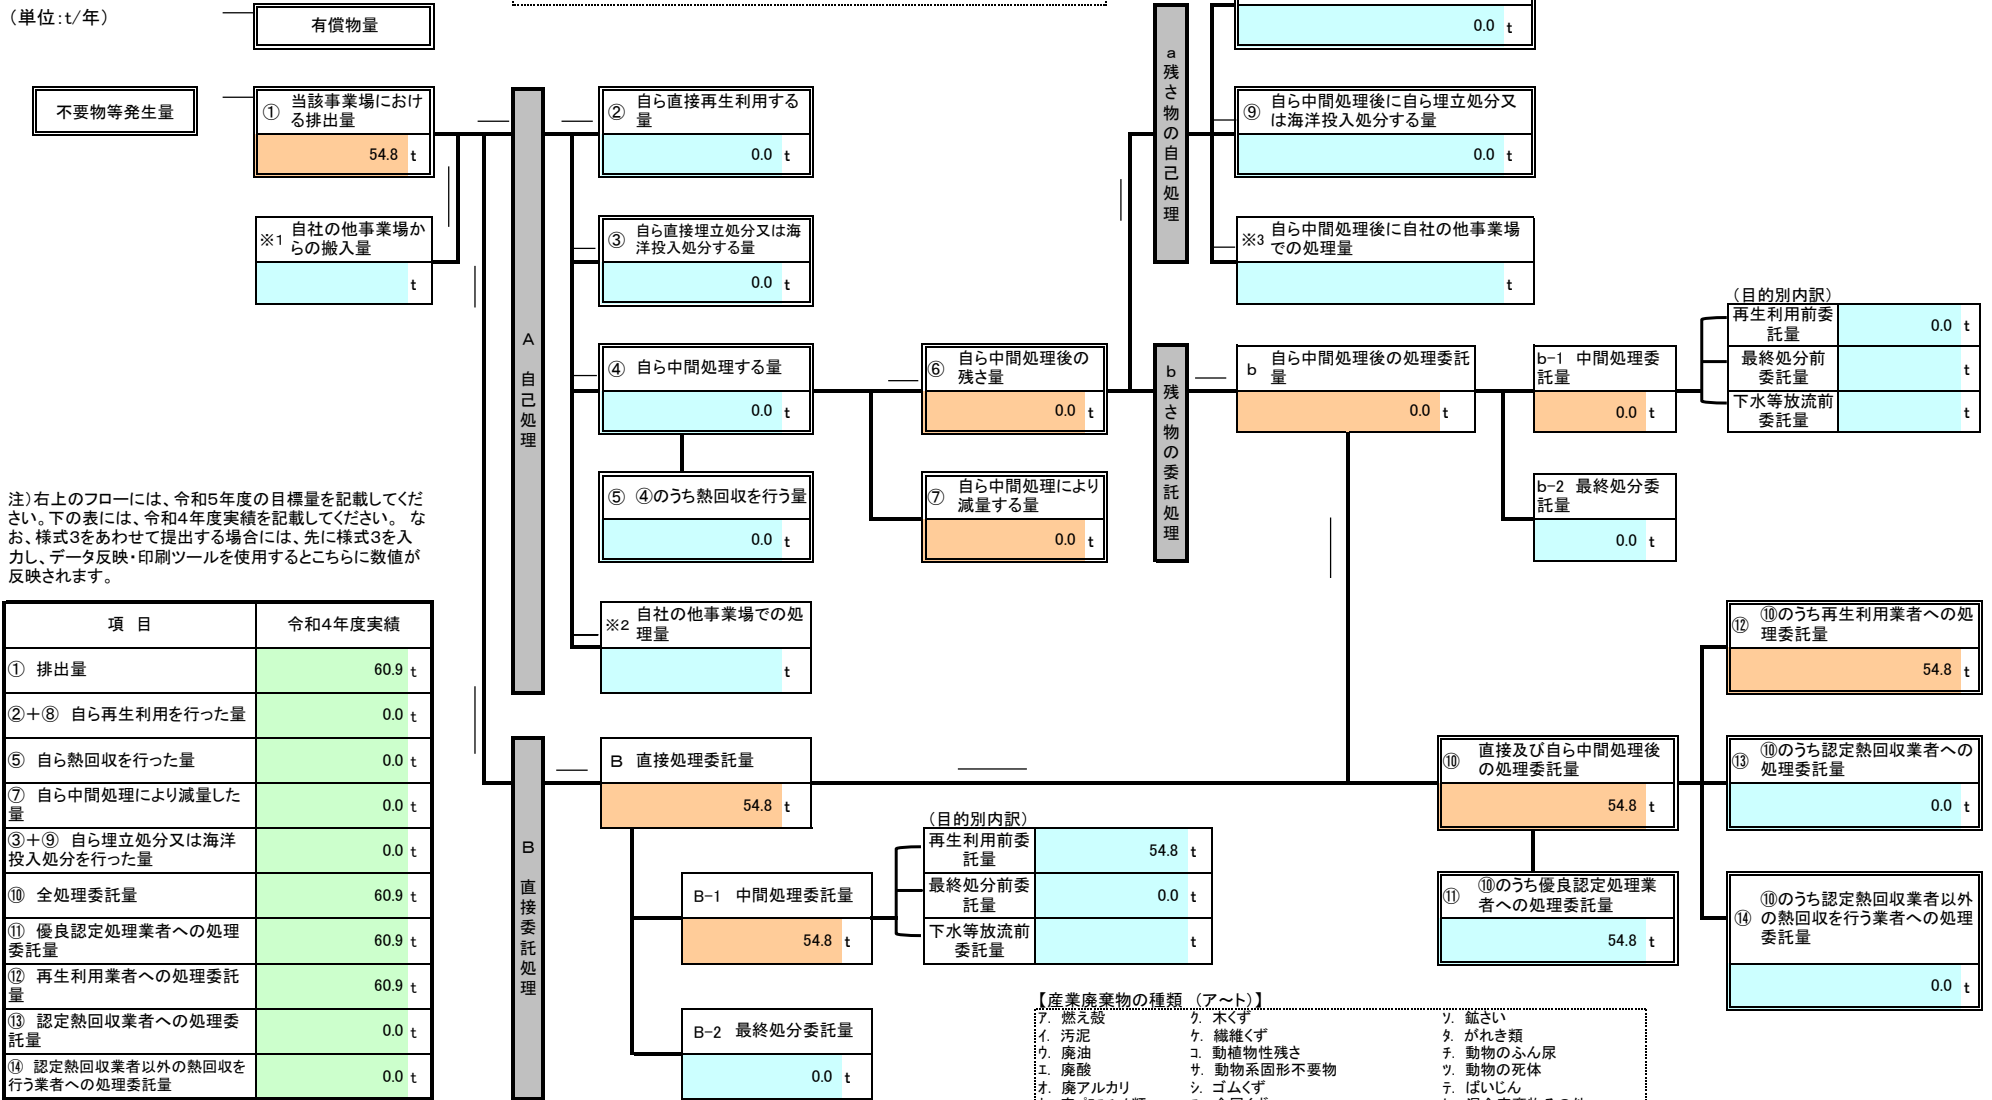 （単位：t/年）
有償物量
0.0 t
不要物等発生量
① 当該事業場におけ
る排出量
54.8 t
② 自ら直接再生利用する
量
0.0 t
⑨ 自ら中間処理後に自ら埋立処分又
は海洋投入処分する量
0.0 t
a 残さ物の自己処理
※1 自社の他事業場か
らの搬入量
t
③ 自ら直接埋立処分又は海
洋投入処分する量
0.0 t
※3 自ら中間処理後に自社の他事業場
での処理量
t
A 自己処理
④ 自ら中間処理する量
0.0 t
⑥ 自ら中間処理後の
残さ量
0.0 t
b 残さ物の委託処理
b 自ら中間処理後の処理委託
量
0.0 t
b-1 中間処理委
託量
0.0 t
（目的別内訳）
再生利用前委
託量
0.0 t
最終処分前
委託量
t
下水等放流前
委託量
t
⑤ ④のうち熱回収を行う量
0.0 t
⑦ 自ら中間処理により
減量する量
0.0 t
b-2 最終処分委
託量
0.0 t
注）右上のフローには、令和５年度の目標量を記載してくだ
さい。下の表には、令和４年度実績を記載してください。 な
お、様式３をあわせて提出する場合には、先に様式３を入
力し、データ反映・印刷ツールを使用するとこちらに数値が
反映されます。
※2 自社の他事業場での処
理量
t
項 目 令和４年度実績
① 排出量 60.9 t
②＋⑧ 自ら再生利用を行った量 0.0 t
⑤ 自ら熱回収を行った量 0.0 t
⑦ 自ら中間処理により減量した
量 0.0 t
③＋⑨ 自ら埋立処分又は海洋
投入処分を行った量 0.0 t
⑩ 全処理委託量 60.9 t
⑪ 優良認定処理業者への処理
委託量 60.9 t
⑫ 再生利用業者への処理委託
量 60.9 t
⑬ 認定熱回収業者への処理委
託量 0.0 t
⑭ 認定熱回収業者以外の熱回収を
行う業者への処理委託量 0.0 t
B 直接委託処理
B 直接処理委託量
54.8 t
B-1 中間処理委託量
54.8 t
（目的別内訳）
再生利用前委
託量
54.8 t
最終処分前委
託量
0.0 t
下水等放流前
委託量
t
B-2 最終処分委託量
0.0 t
⑩ 直接及び自ら中間処理後
の処理委託量
54.8 t
⑪ ⑩のうち優良認定処理業
者への処理委託量
54.8 t
⑫ ⑩のうち再生利用業者への処
理委託量
54.8 t
⑬ ⑩のうち認定熱回収業者への
処理委託量
0.0 t
⑭ ⑩のうち認定熱回収業者以外
の熱回収を行う業者への処理
委託量
0.0 t
【産業廃棄物の種類 （ア～ト）】
ｱ. 燃え殻 ｸ. 木くず ｿ. 鉱さい
ｲ. 汚泥 ｹ. 繊維くず ﾀ. がれき類
ｳ. 廃油 ｺ. 動植物性残さ ﾁ. 動物のふん尿
ｴ. 廃酸 ｻ. 動物系固形不要物 ﾂ. 動物の死体
ｵ. 廃アルカリ ｼ. ゴムくず ﾃ. ばいじん